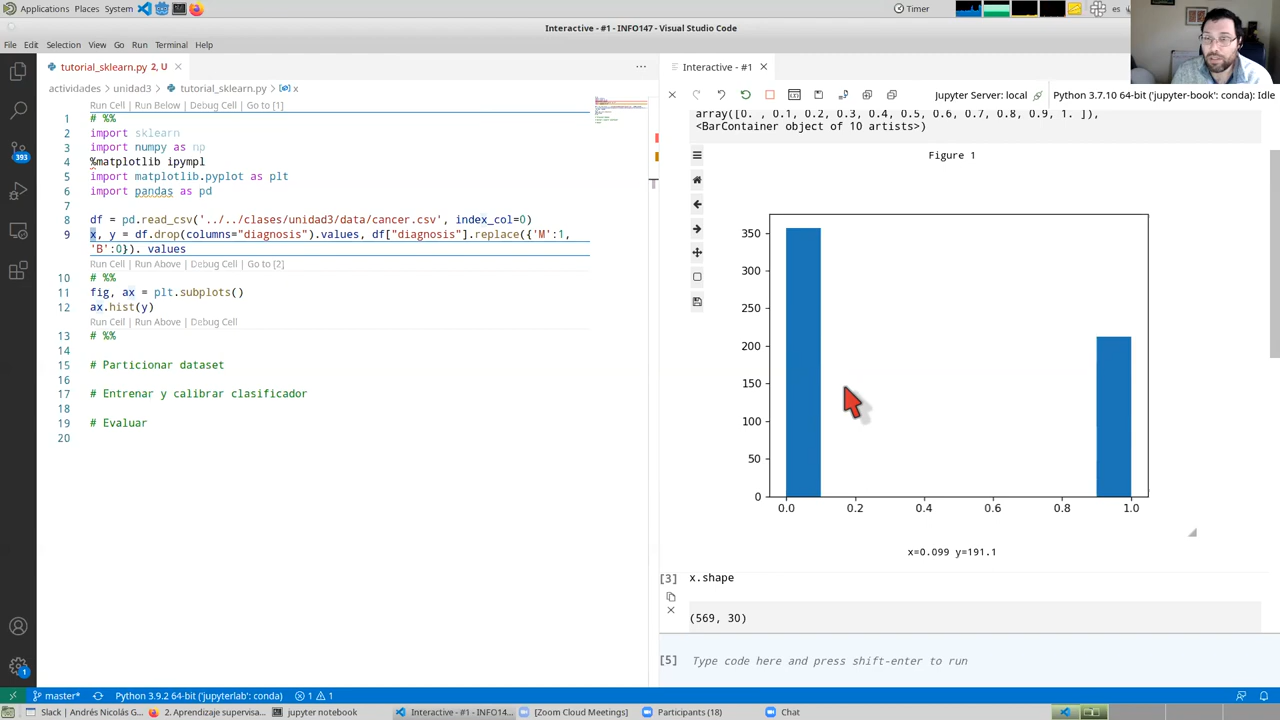 Applications Places System
Timer
es
Interactive - #1 - INFO147 - Visual Studio Code
File Edit Selection View Go Run Terminal Help
tutorial_sklearn.py 2, U
actividades > unidad3 > tutorial_sklearn.py > x
Run Cell | Run Below | Debug Cell | Go to [1]
1 # %%
2 import sklearn
3 import numpy as np
4 %matplotlib ipympl
5 import matplotlib.pyplot as plt
6 import pandas as pd
7
8 df = pd.read_csv('../../clases/unidad3/data/cancer.csv', index_col=0)
9 x, y = df.drop(columns="diagnosis").values, df["diagnosis"].replace({'M':1,
'B':0}). values
Run Cell | Run Above | Debug Cell | Go to [2]
10 # %%
11 fig, ax = plt.subplots()
12 ax.hist(y)
Run Cell | Run Above | Debug Cell
13 # %%
14
15 # Particionar dataset
16
17 # Entrenar y calibrar clasificador
18
19 # Evaluar
20
393
1
Interactive - #1
Jupyter Server: local Python 3.7.10 64-bit ('jupyter-book': conda): Idle
array([0. , 0.1, 0.2, 0.3, 0.4, 0.5, 0.6, 0.7, 0.8, 0.9, 1. ]),
<BarContainer object of 10 artists>)
Figure 1
350
300
250
200
150
100
50
0
0.0 0.2 0.4 0.6 0.8 1.0
x=0.099 y=191.1
[3] x.shape
(569, 30)
[5] Type code here and press shift-enter to run
master* Python 3.9.2 64-bit ('jupyterlab': conda) 1 1
Slack | Andrés Nicolás G... 2. Aprendizaje supervisa... jupyter notebook Interactive - #1 - INFO14... [Zoom Cloud Meetings] Participants (18) Chat